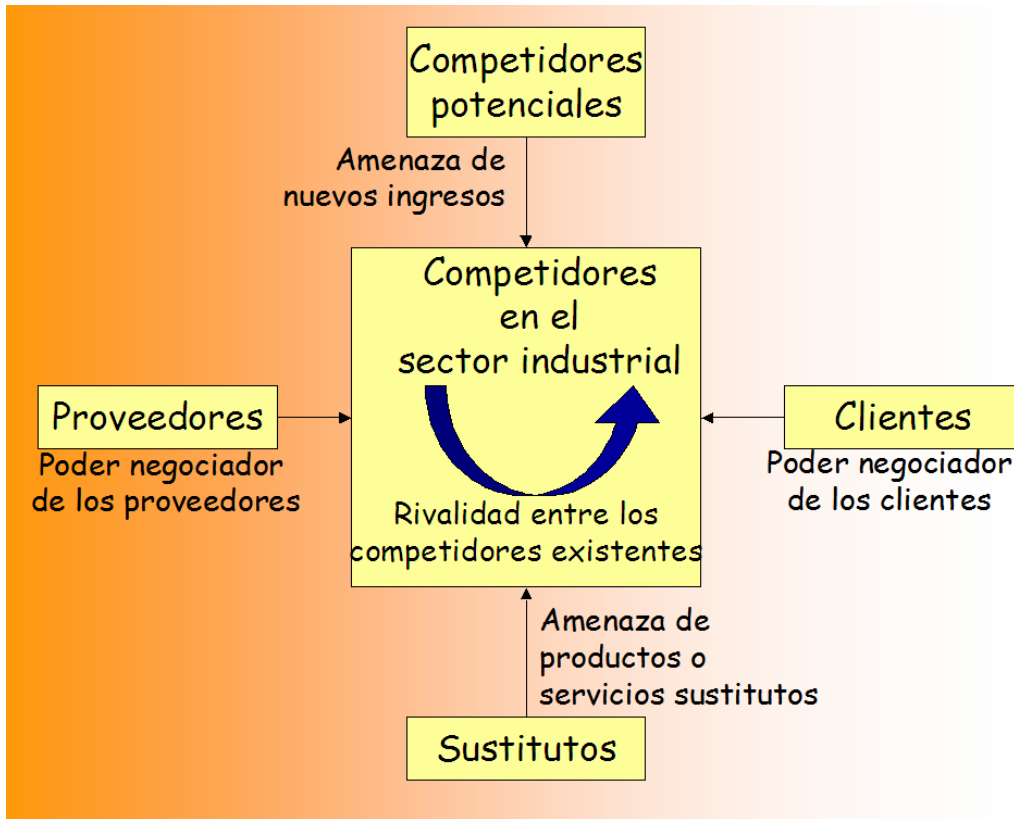 Competidores
potenciales
Amenaza de
nuevos ingresos
Competidores
en el
sector industrial
Proveedores
Poder negociador
de los proveedores
Clientes
Poder negociador
de los clientes
Rivalidad entre los
competidores existentes
Amenaza de
productos o
servicios sustitutos
Sustitutos